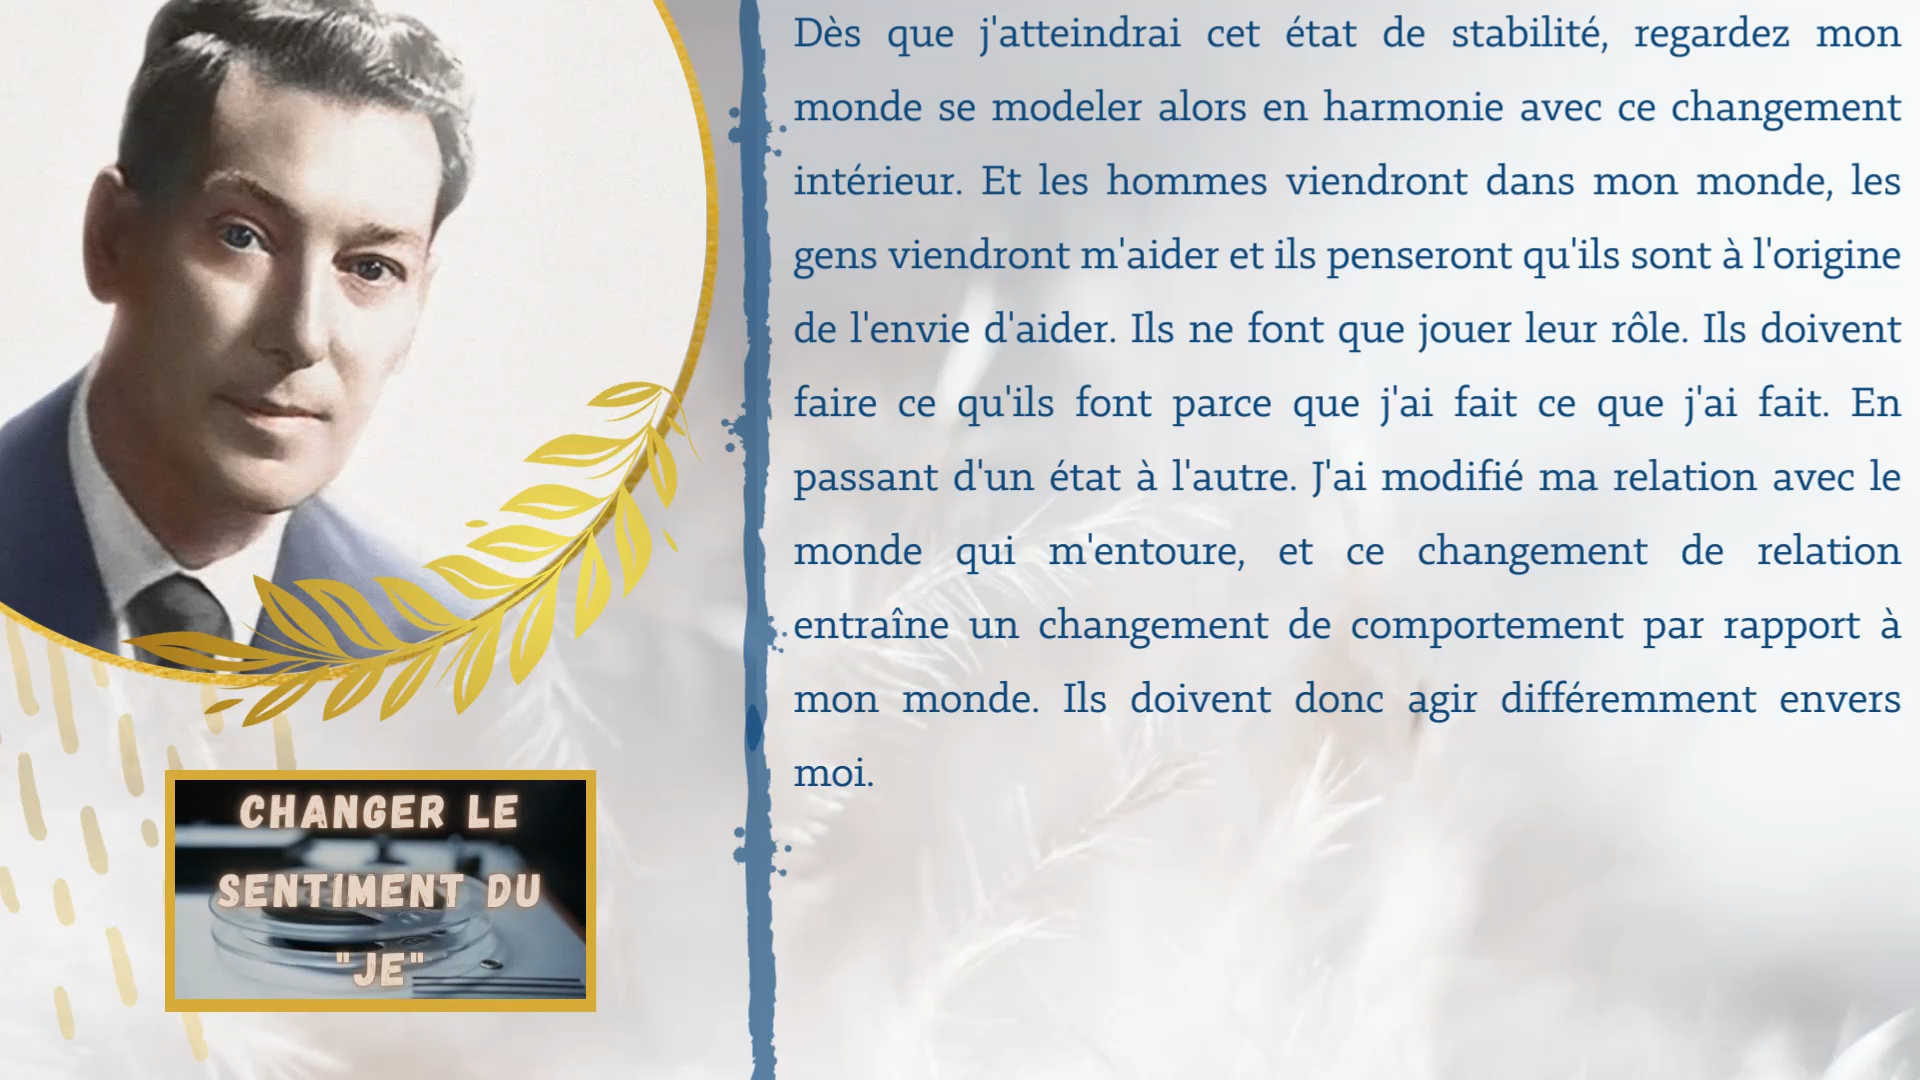 Dès que j'atteindrai cet état de stabilité, regardez mon
monde se modeler alors en harmonie avec ce changement
intérieur. Et les hommes viendront dans mon monde, les
gens viendront m'aider et ils penseront qu'ils sont à l'origine
de l'envie d'aider. Ils ne font que jouer leur rôle. Ils doivent
faire ce qu'ils font parce que j'ai fait ce que j'ai fait. En
passant d'un état à l'autre. J'ai modifié ma relation avec le
monde qui m'entoure, et ce changement de relation
entraîne un changement de comportement par rapport à
mon monde. Ils doivent donc agir différemment envers
moi.
CHANGER LE
SENTIMENT DU
"JE"